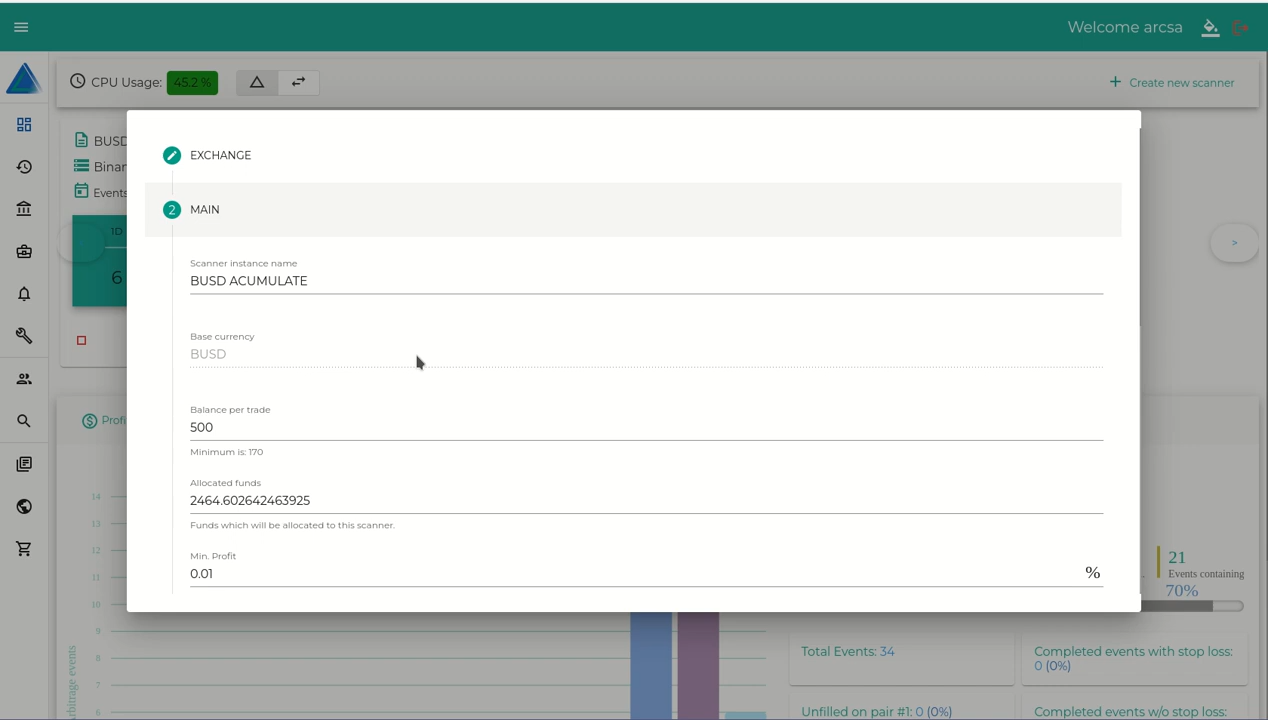 Welcome arcsa
CPU Usage: 45.2 %
+ Create new scanner
BUSD
Binan
Events
1D
6
>
EXCHANGE
2 MAIN
Scanner instance name
BUSD ACUMULATE
Base currency
BUSD
Balance per trade
500
Minimum is: 170
Allocated funds
2464.602642463925
Funds which will be allocated to this scanner.
Min. Profit
0.01 %
Profi
14
13
12
11
10
9
8
7
6
rbitrage events
21
Events containing
70%
Total Events: 34
Completed events with stop loss:
0 (0%)
Unfilled on pair #1: 0 (0%)
Completed events w/o stop loss: